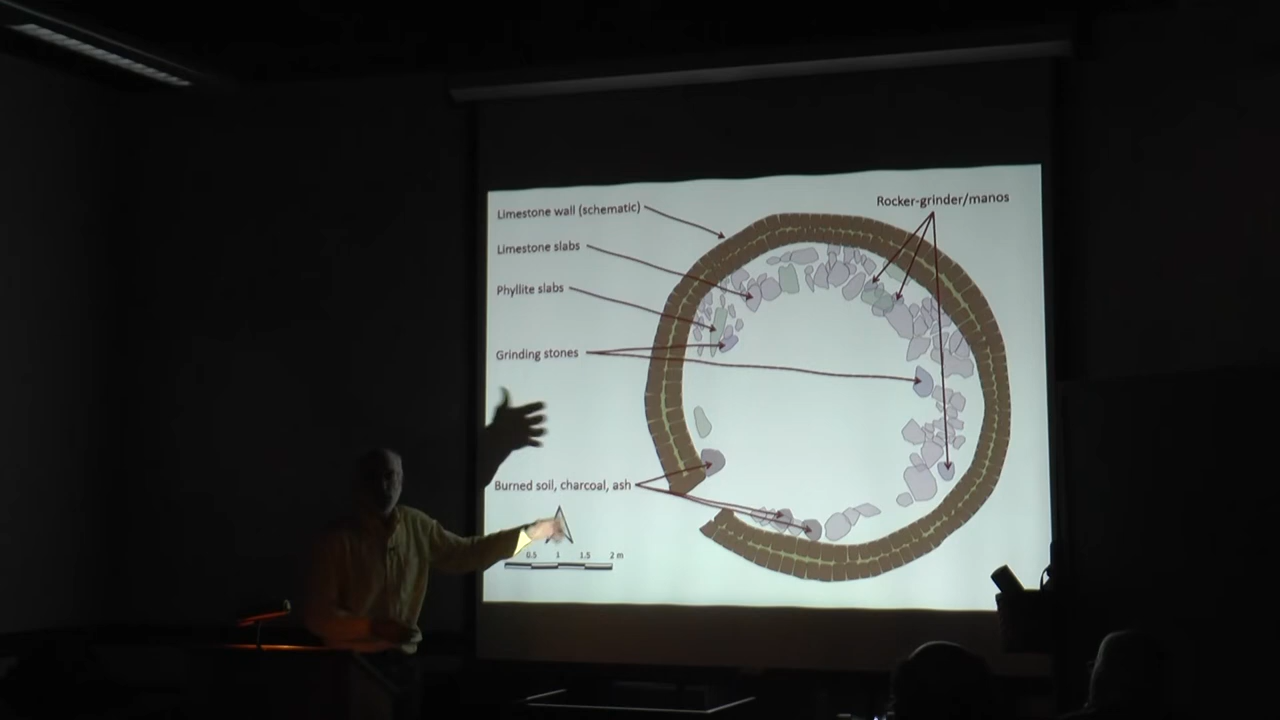 Limestone wall (schematic)
Rocker-grinder/manos
Limestone slabs
Phyllite slabs
Grinding stones
Burned soil, charcoal, ash
0.5 1 1.5 2 m